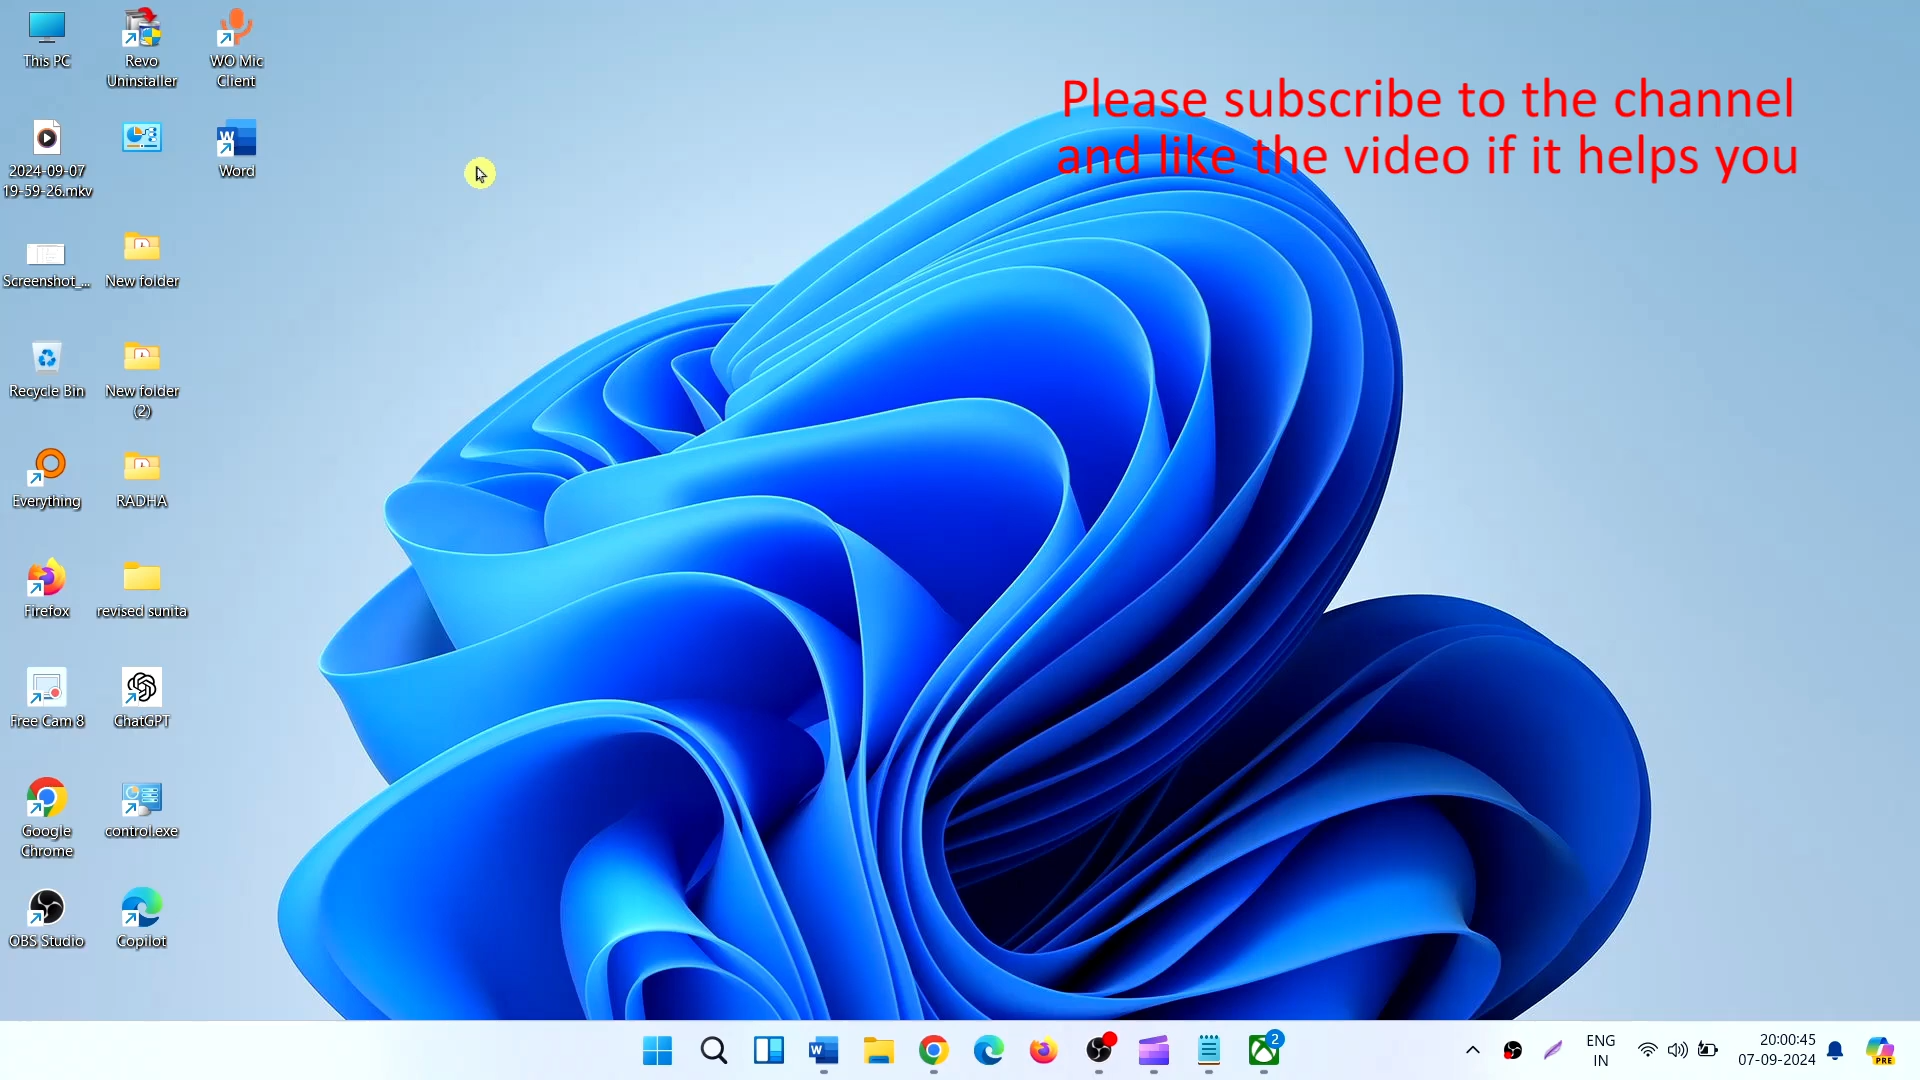 This PC
Revo
Uninstaller
WO Mic
Client
Please subscribe to the channel
and like the video if it helps you
2024-09-07
19-59-26.mkv
Word
Screenshot_...
New folder
Recycle Bin
New folder
(2)
Everything
RADHA
Firefox
revised sunita
Free Cam 8
ChatGPT
Google
Chrome
control.exe
OBS Studio
Copilot
2
ENG
IN
20:00:45
07-09-2024
PRE